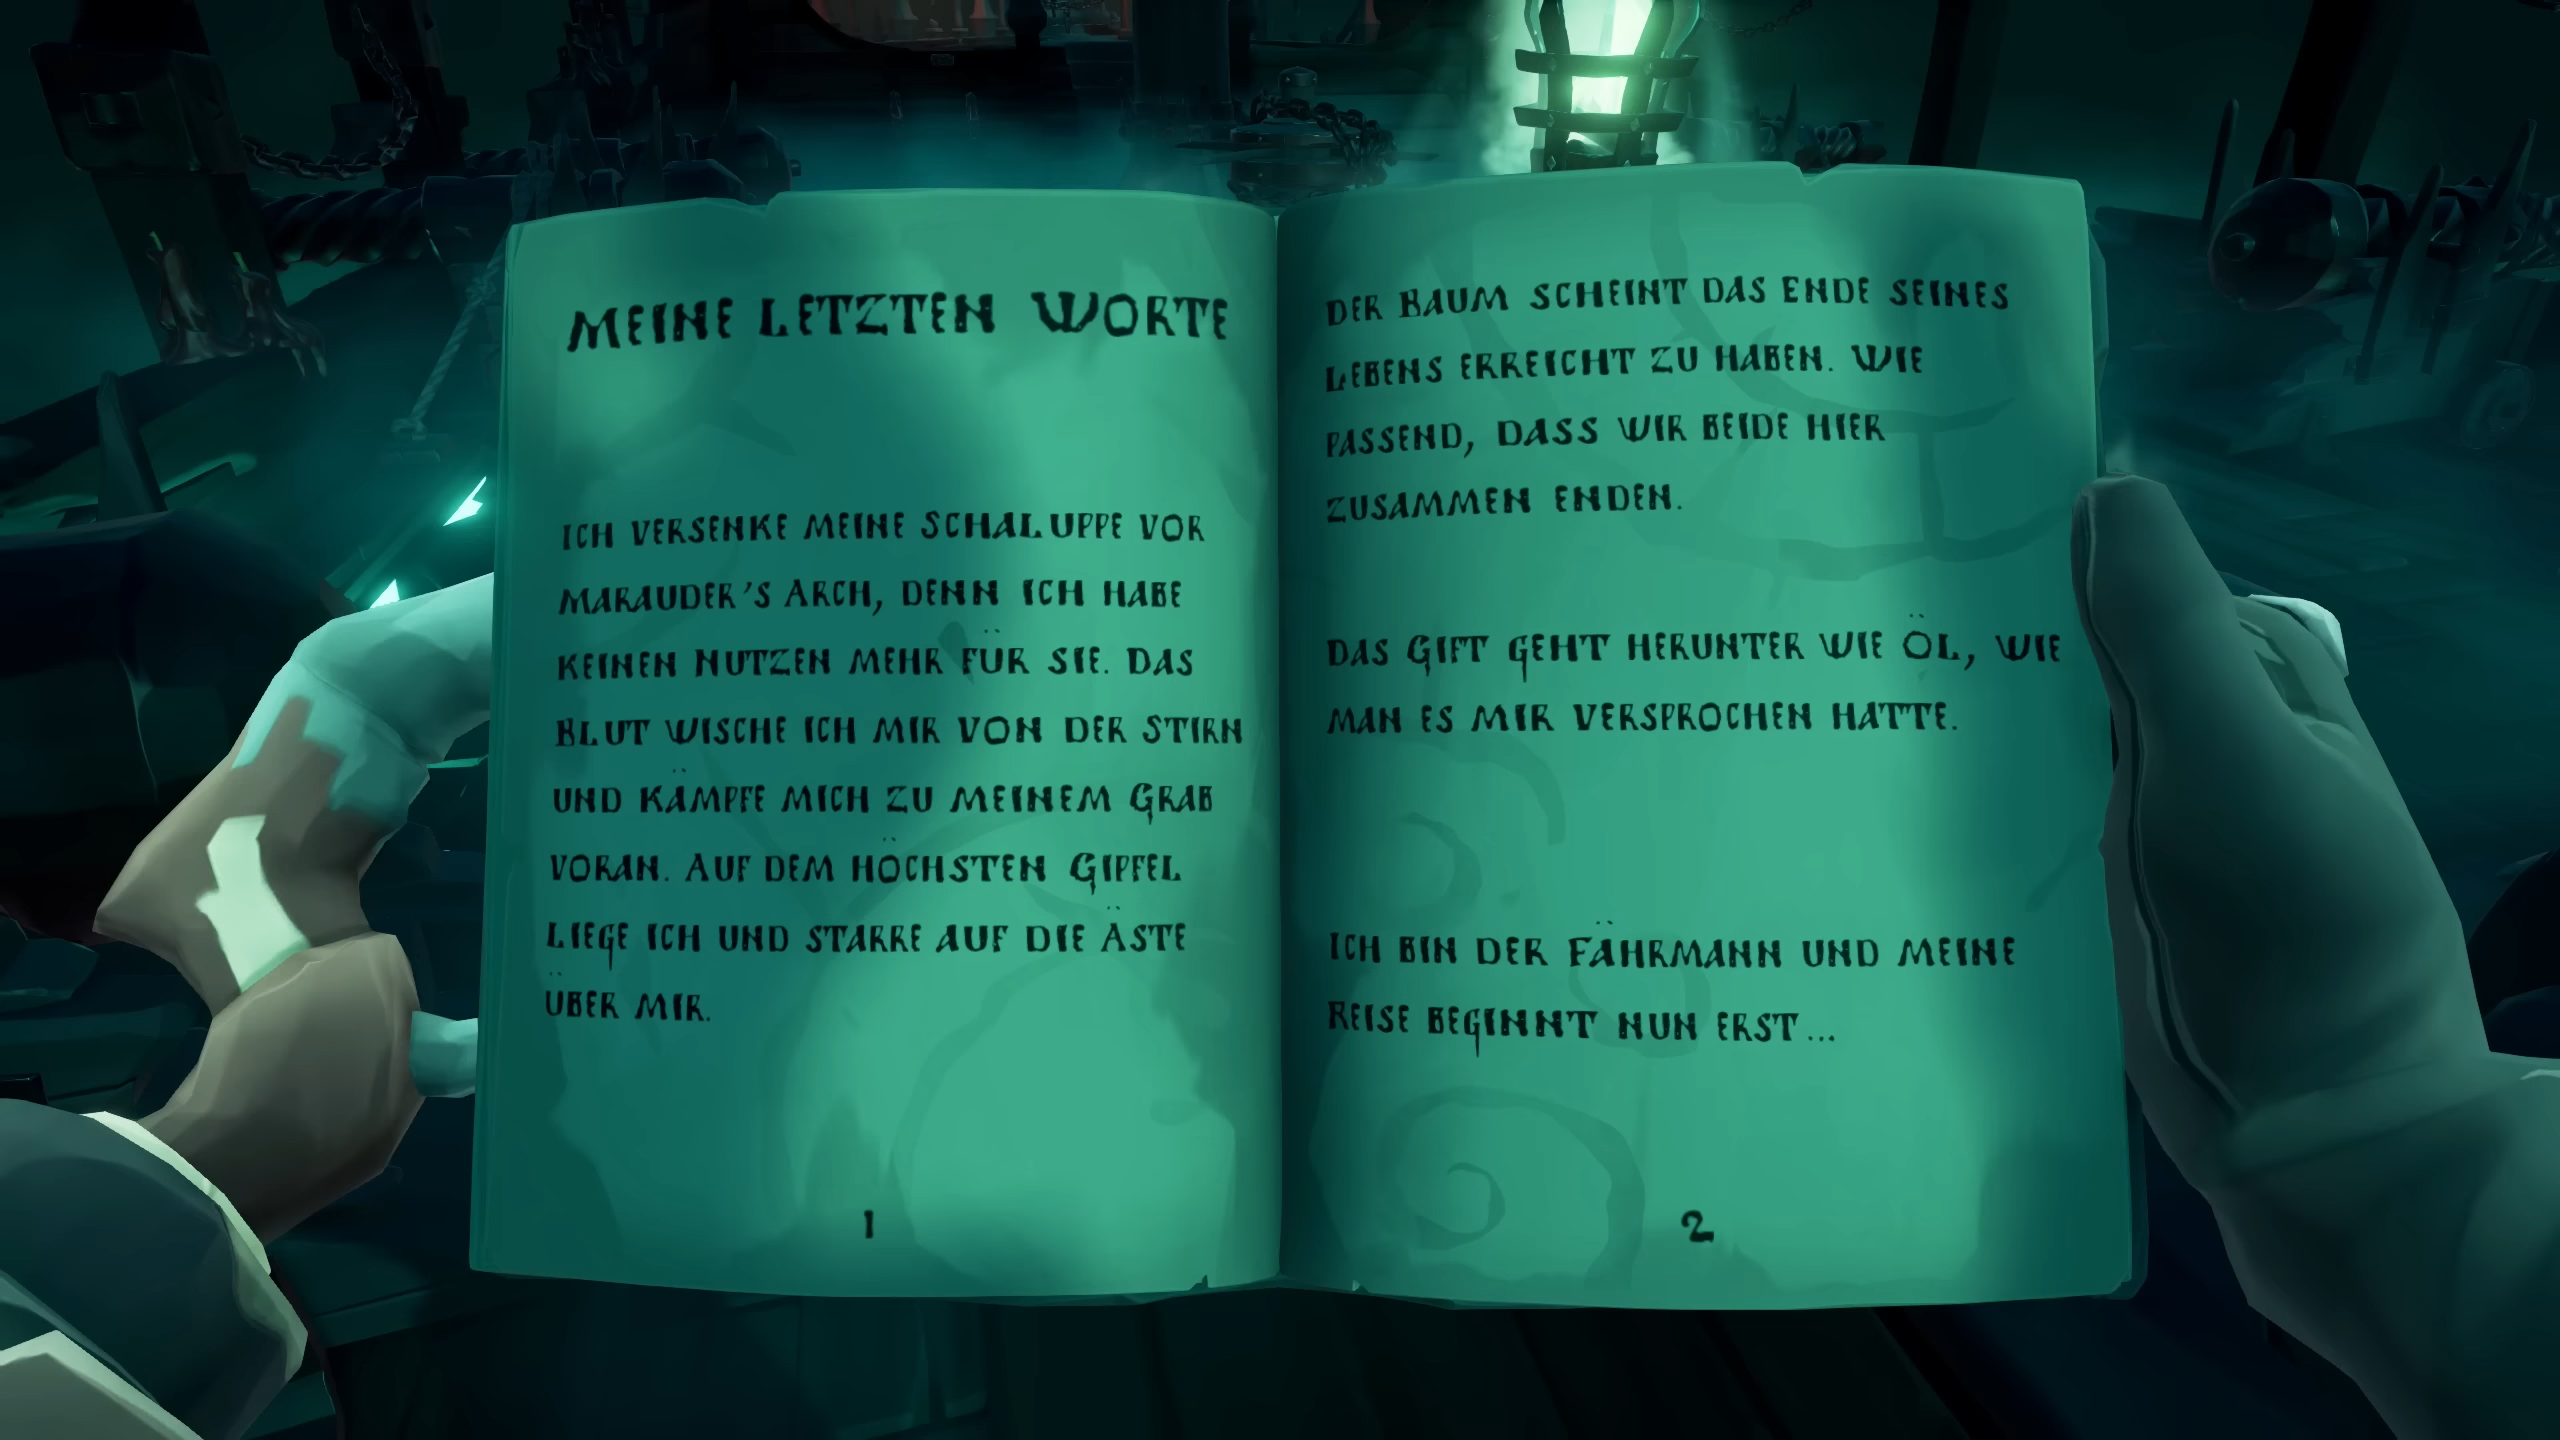 Meine letzten Worte
Ich versenke meine Schaluppe vor
Marauder's Arch, denn ich habe
keinen Nutzen mehr für sie. Das
Blut wische ich mir von der Stirn
und kämpfe mich zu meinem Grab
voran. Auf dem höchsten Gipfel
liege ich und starre auf die Äste
über mir.
1
Der Baum scheint das Ende seines
Lebens erreicht zu haben. Wie
passend, dass wir beide hier
zusammen enden.
Das Gift geht herunter wie Öl, wie
man es mir versprochen hatte.
Ich bin der Fährmann und meine
Reise beginnt nun erst...
2